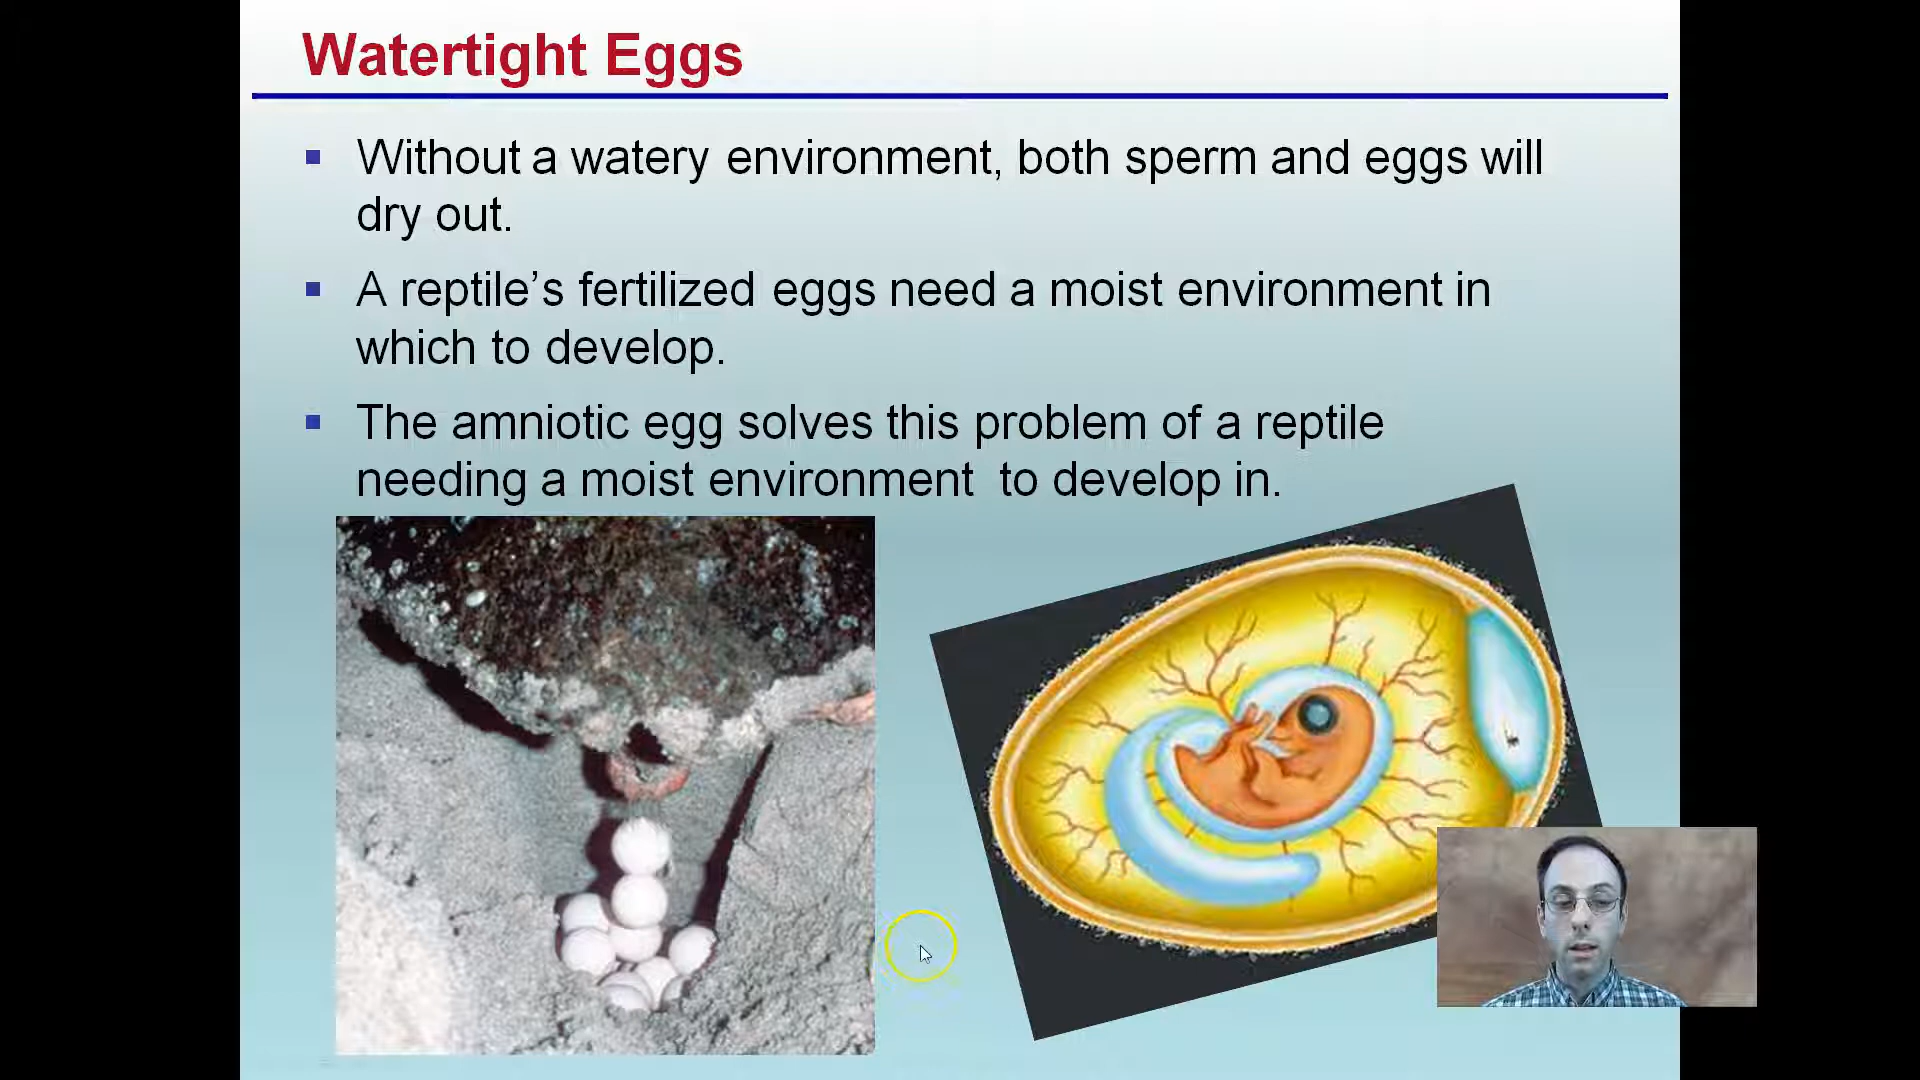 Watertight Eggs
Without a watery environment, both sperm and eggs will
dry out.
A reptile’s fertilized eggs need a moist environment in
which to develop.
The amniotic egg solves this problem of a reptile
needing a moist environment  to develop in.